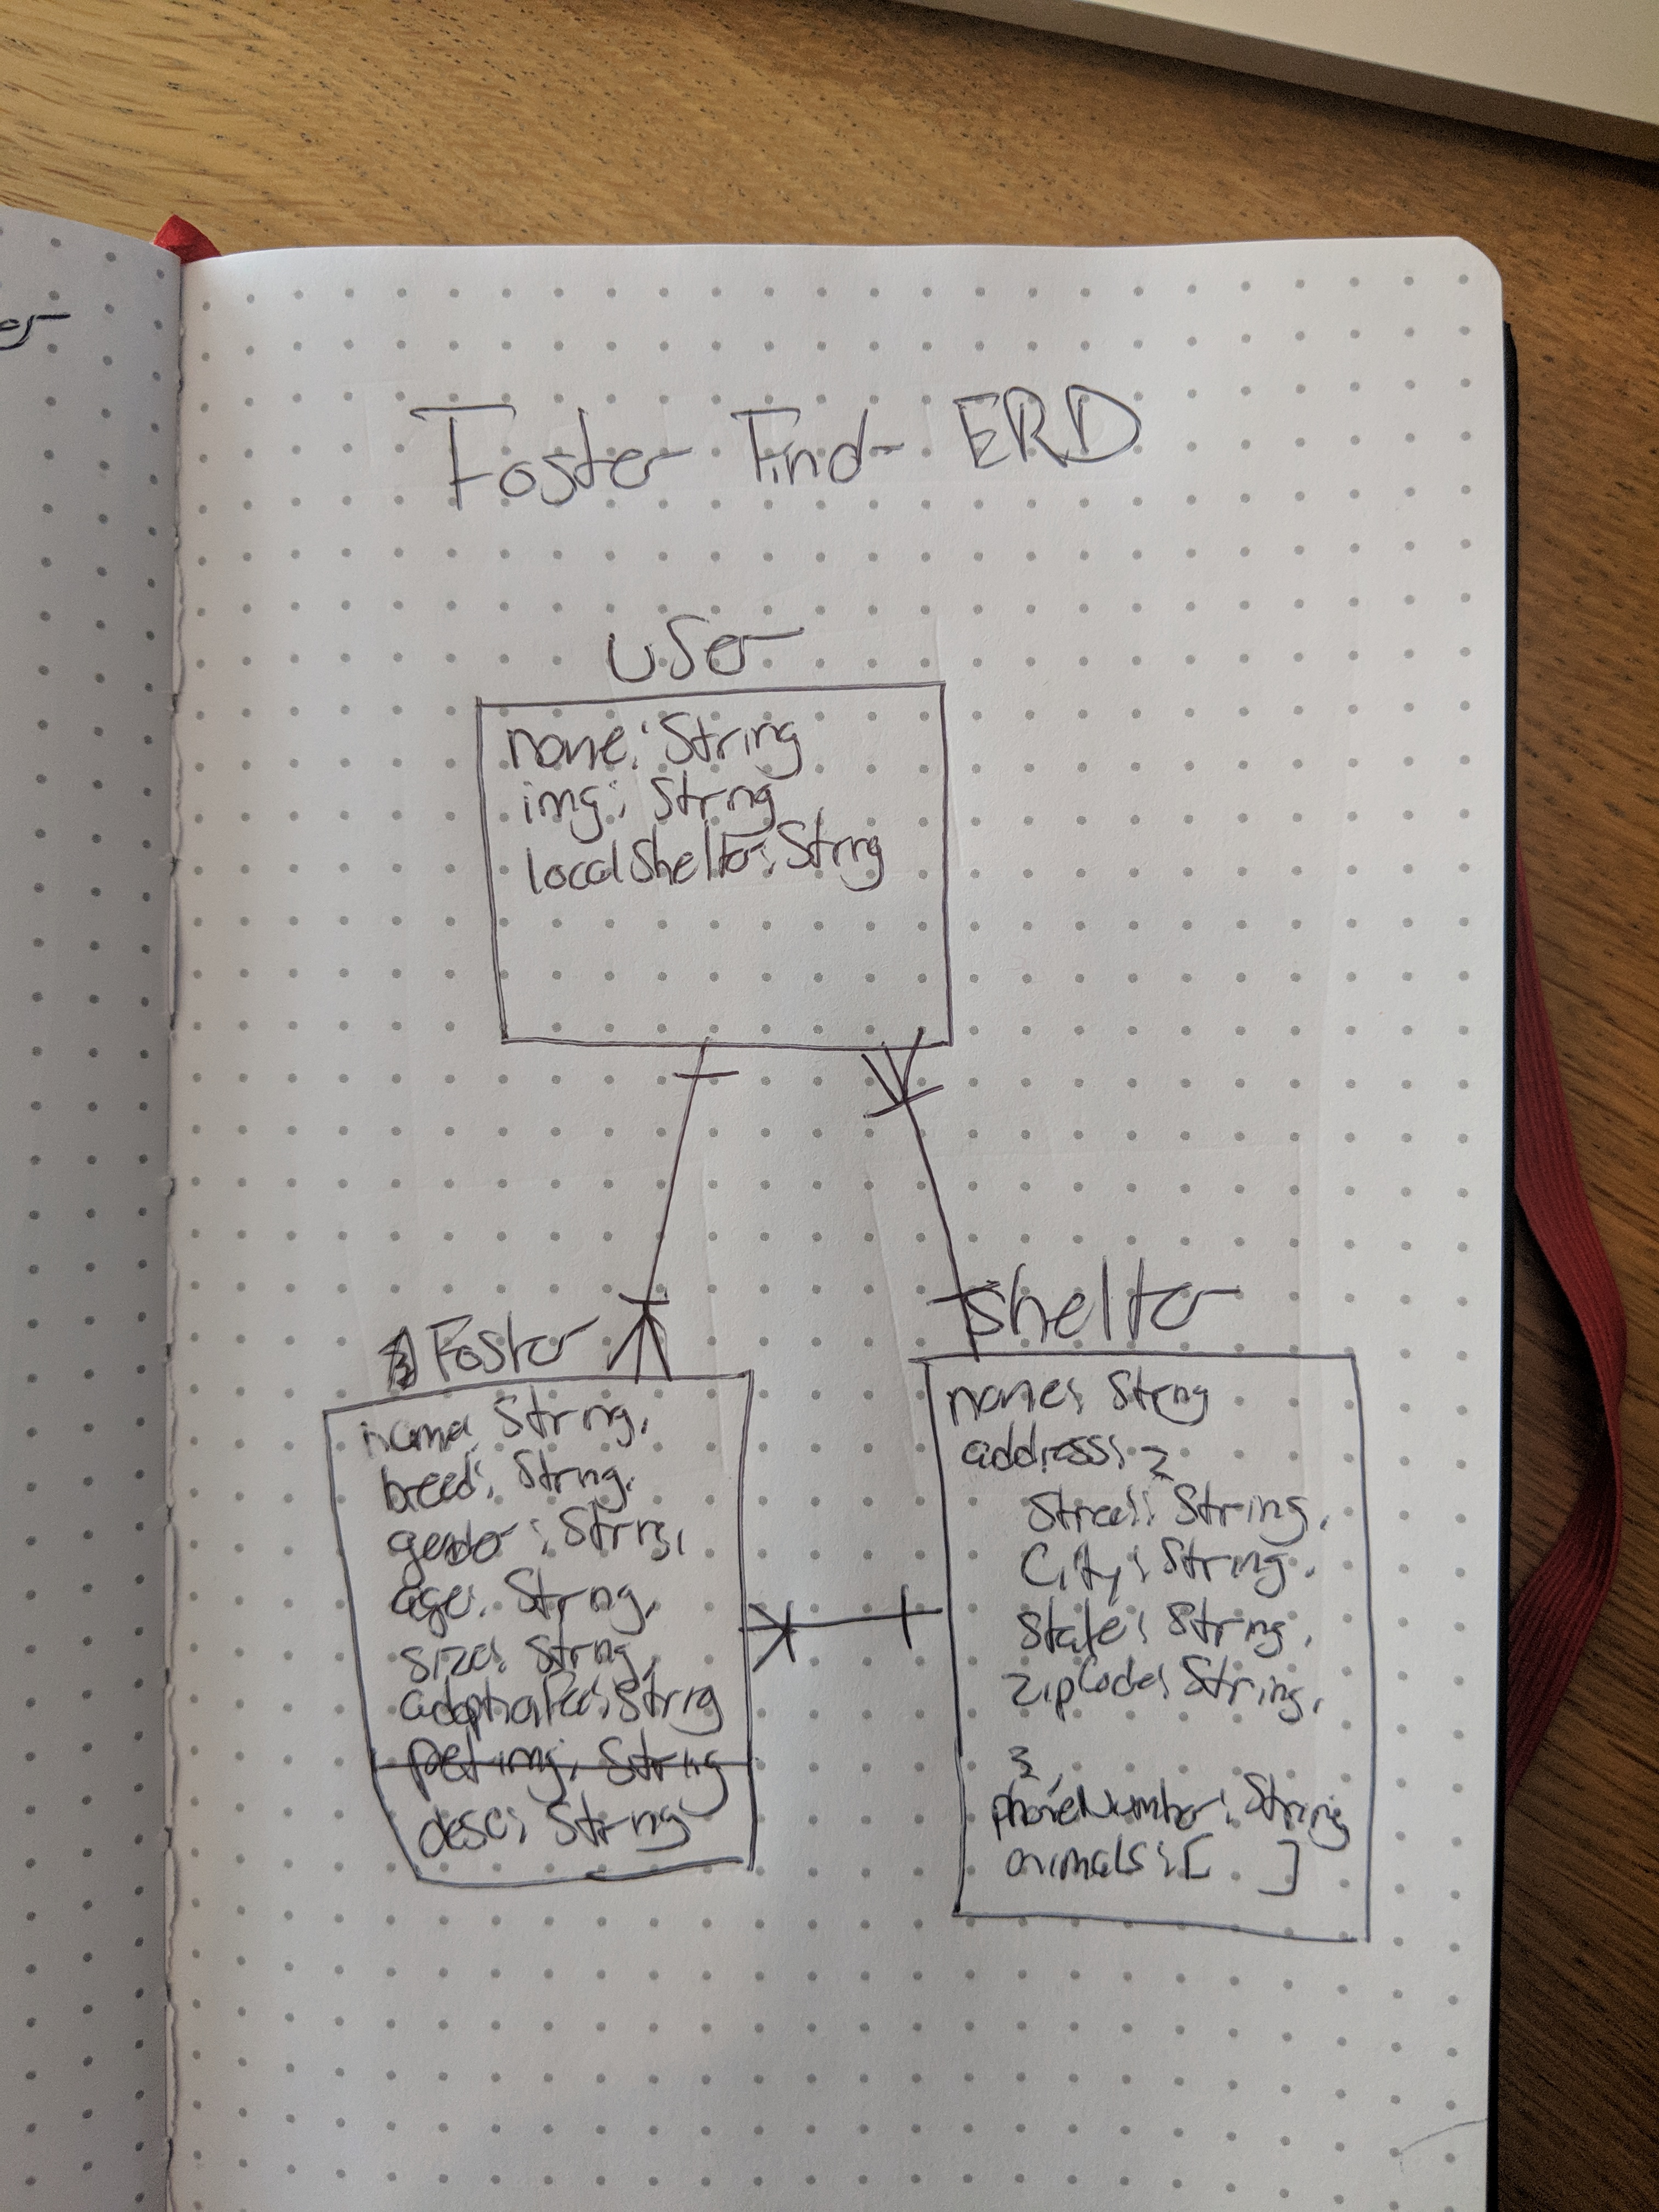 Foster Find ERD
User
name: String
img: String
localShelter: String
Foster
name: String,
breed: String,
gender: String,
age: String,
size: String,
adoptionFee: String
pet img: String
desc: String
Shelter
name: String
address: {
Street: String,
City: String,
State: String,
ZipCode: String,
},
phoneNumber: String
animals: [ ]